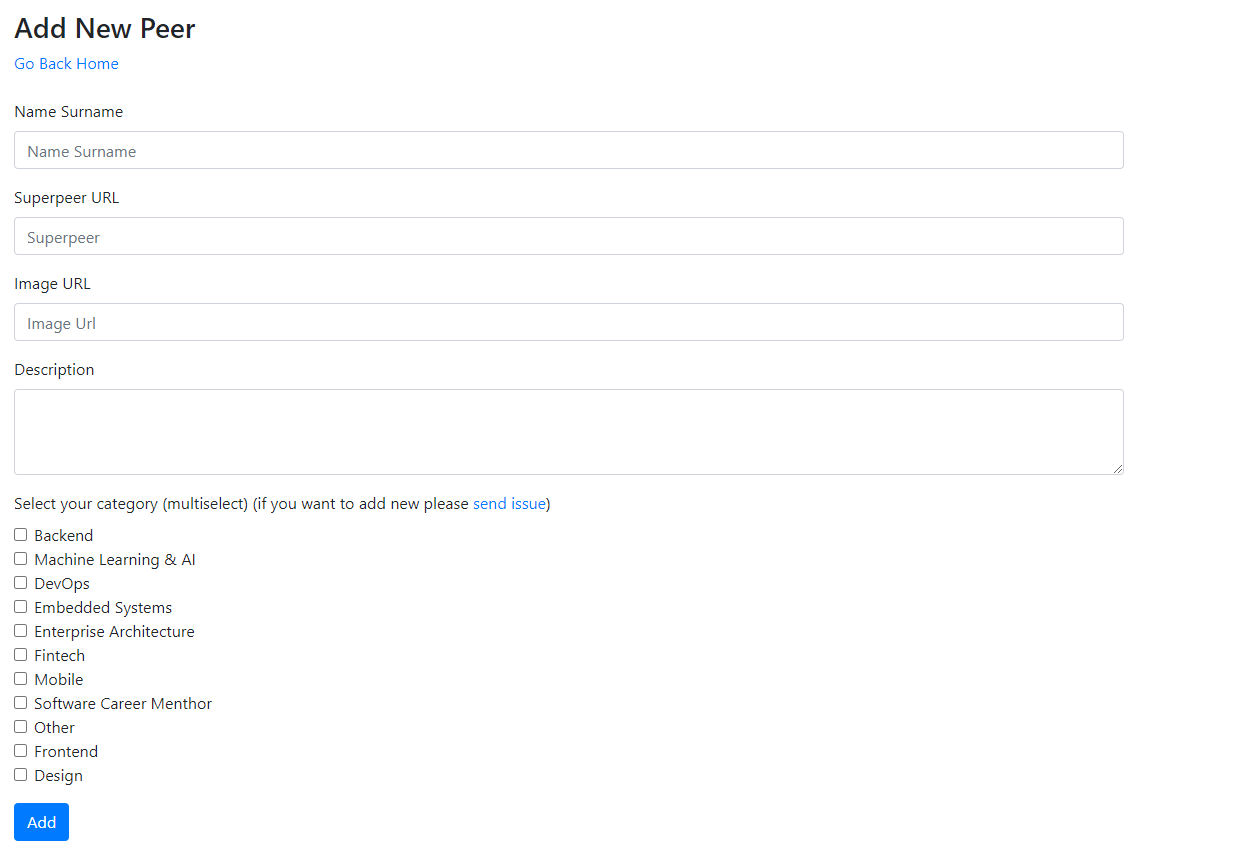 Add New Peer
Go Back Home
Name Surname
Name Surname
Superpeer URL
Superpeer
Image URL
Image Url
Description
Select your category (multiselect) (if you want to add new please send issue)
Backend
Machine Learning & AI
DevOps
Embedded Systems
Enterprise Architecture
Fintech
Mobile
Software Career Menthor
Other
Frontend
Design
Add